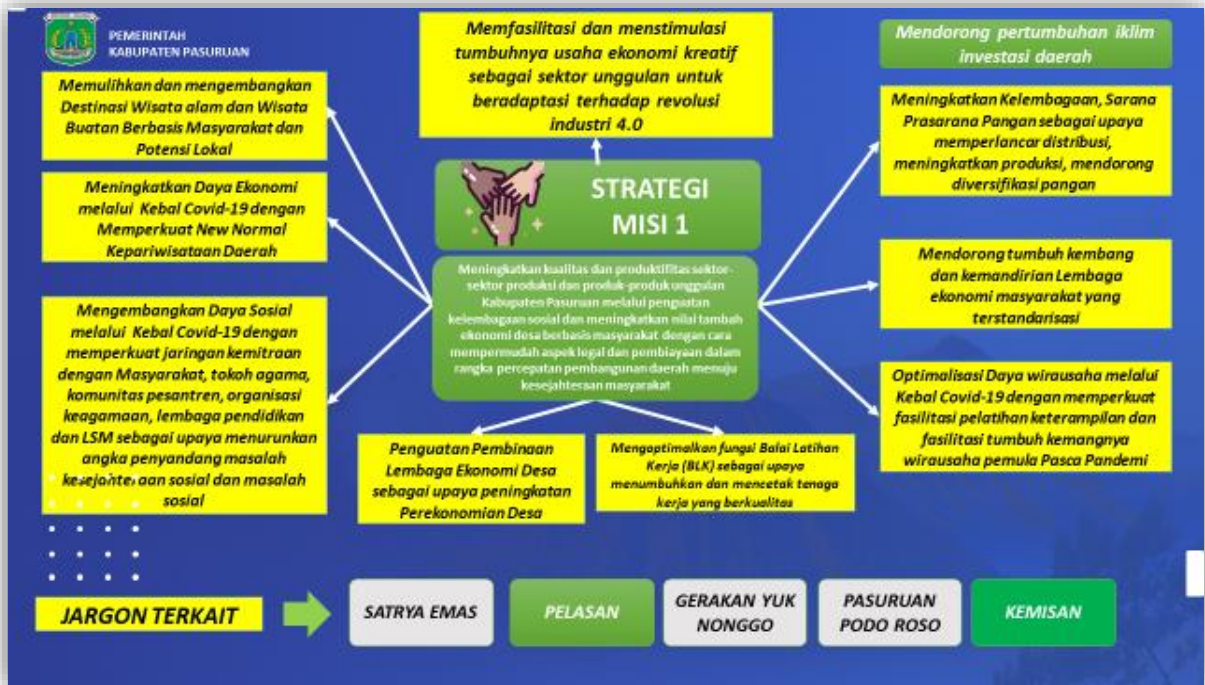 PEMERINTAH
KABUPATEN PASURUAN
Memulihkan dan mengembangkan
Destinasi Wisata alam dan Wisata
Buatan Berbasis Masyarakat dan
Potensi Lokal
Meningkatkan Daya Ekonomi
melalui Kebal Covid-19 dengan
Memperkuat New Normal
Kepariwisataan Daerah
Mengembangkan Daya Sosial
melalui Kebal Covid-19 dengan
memperkuat jaringan kemitraan
dengan Masyarakat, tokoh agama,
komunitas pesantren, organisasi
keagamaan, lembaga pendidikan
dan LSM sebagai upaya menurunkan
angka penyandang masalah
kesejahteraan sosial dan masalah
sosial
Memfasilitasi dan menstimulasi
tumbuhnya usaha ekonomi kreatif
sebagai sektor unggulan untuk
beradaptasi terhadap revolusi
industri 4.0
STRATEGI
MISI 1
Meningkatkan kualitas dan produktifitas sektor-
sektor produksi dan produk-produk unggulan
Kabupaten Pasuruan melalui penguatan
kelembagaan sosial dan meningkatkan nilai tambah
ekonomi desa berbasis masyarakat dengan cara
mempermudah aspek legal dan pembiayaan dalam
rangka percepatan pembangunan daerah menuju
kesejahteraan masyarakat
Penguatan Pembinaan
Lembaga Ekonomi Desa
sebagai upaya peningkatan
Perekonomian Desa
Mengoptimalkan fungsi Balai Latihan
Kerja (BLK) sebagai upaya
menumbuhkan dan mencetak tenaga
kerja yang berkualitas
Mendorong pertumbuhan iklim
investasi daerah
Meningkatkan Kelembagaan, Sarana
Prasarana Pangan sebagai upaya
memperlancar distribusi,
meningkatkan produksi, mendorong
diversifikasi pangan
Mendorong tumbuh kembang
dan kemandirian Lembaga
ekonomi masyarakat yang
terstandarisasi
Optimalisasi Daya wirausaha melalui
Kebal Covid-19 dengan memperkuat
fasilitasi pelatihan keterampilan dan
fasilitasi tumbuh kemangnya
wirausaha pemula Pasca Pandemi
JARGON TERKAIT
SATRYA EMAS
PELASAN
GERAKAN YUK
NONGGO
PASURUAN
PODO ROSO
KEMISAN